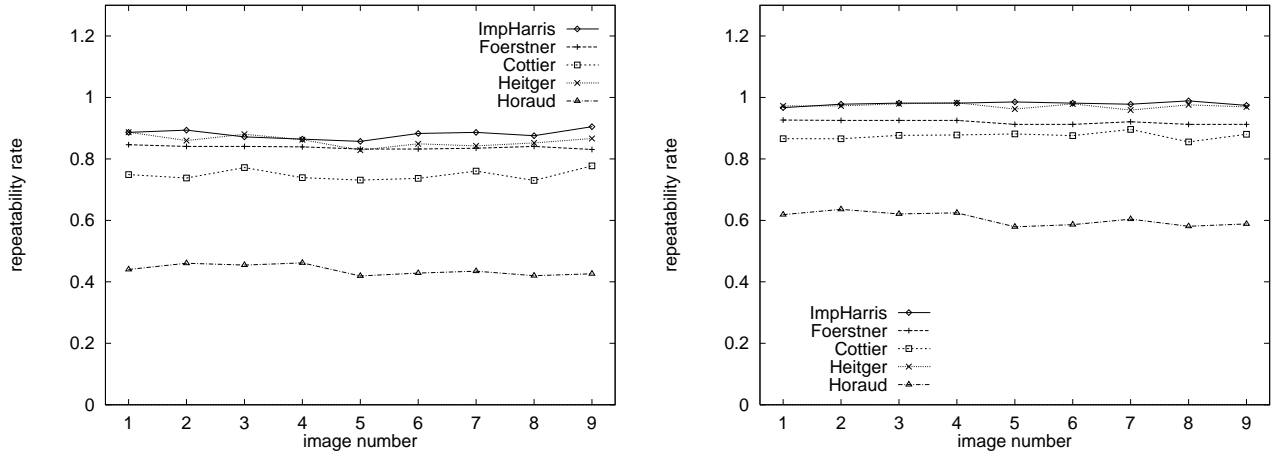 repeatability rate
1.2
1
0.8
0.6
0.4
0.2
0
1 2 3 4 5 6 7 8 9
image number
ImpHarris
Foerstner
Cottier
Heitger
Horaud
repeatability rate
1.2
1
0.8
0.6
0.4
0.2
0
1 2 3 4 5 6 7 8 9
image number
ImpHarris
Foerstner
Cottier
Heitger
Horaud